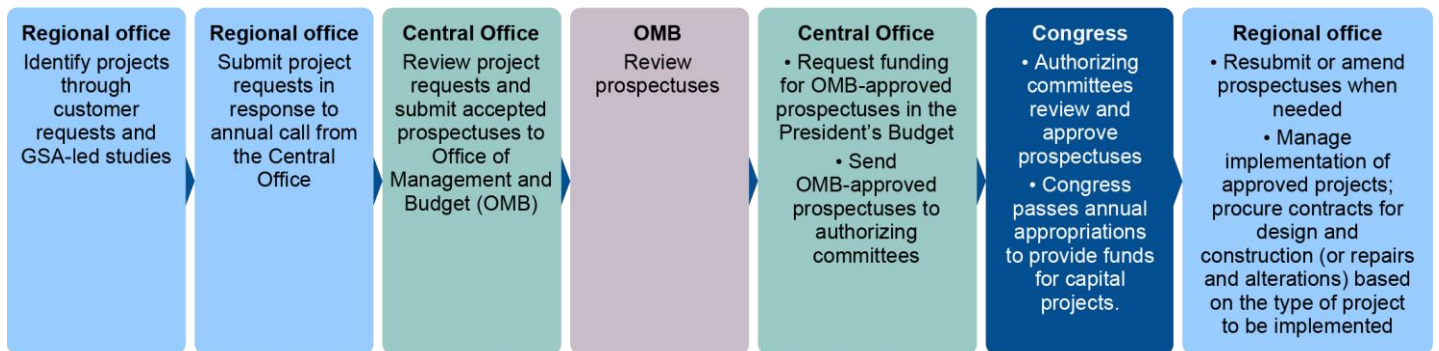 Regional office
Identify projects
through
customer
requests and
GSA-led studies
Regional office
Submit project
requests in
response to
annual call from
the Central
Office
Central Office
Review project
requests and
submit accepted
prospectuses to
Office of
Management and
Budget (OMB)
OMB
Review
prospectuses
Central Office
• Request funding
for OMB-approved
prospectuses in the
President’s Budget
• Send
OMB-approved
prospectuses to
authorizing
committees
Congress
• Authorizing
committees
review and
approve
prospectuses
• Congress
passes annual
appropriations
to provide funds
for capital
projects.
Regional office
• Resubmit or amend
prospectuses when
needed
• Manage
implementation of
approved projects;
procure contracts for
design and
construction (or repairs
and alterations) based
on the type of project
to be implemented